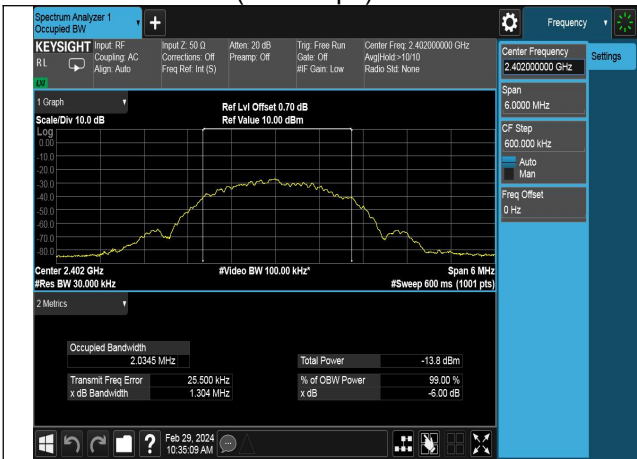 Spectrum Analyzer 1
Occupied BW
Frequency
KEYSIGHT
R L
LXI
Input: RF
Coupling: AC
Align: Auto
Input Z: 50 Ω
Corrections: Off
Freq Ref: Int (S)
Atten: 20 dB
Preamp: Off
Trig: Free Run
Gate: Off
#IF Gain: Low
Center Freq: 2.402000000 GHz
Avg|Hold:>10/10
Radio Std: None
Center Frequency
2.402000000 GHz
Settings
Span
6.0000 MHz
CF Step
600.000 kHz
Auto
Man
Freq Offset
0 Hz
1 Graph
Scale/Div 10.0 dB
Ref Lvl Offset 0.70 dB
Ref Value 10.00 dBm
Log
0.00
-10.0
-20.0
-30.0
-40.0
-50.0
-60.0
-70.0
-80.0
Center 2.402 GHz
#Video BW 100.00 kHz*
Span 6 MHz
#Res BW 30.000 kHz
#Sweep 600 ms (1001 pts)
2 Metrics
Occupied Bandwidth
2.0345 MHz
Total Power -13.8 dBm
Transmit Freq Error 25.500 kHz
% of OBW Power 99.00 %
x dB Bandwidth 1.304 MHz
x dB -6.00 dB
?
Feb 29, 2024
10:35:09 AM